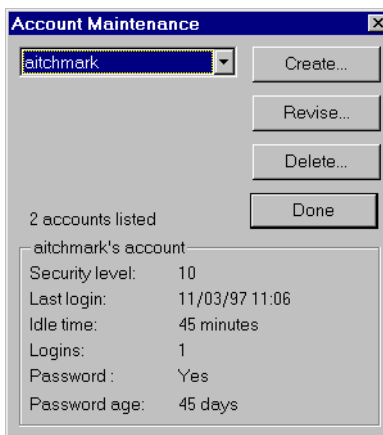 Account Maintenance
aitchmark
Create...
Revise...
Delete...
Done
2 accounts listed
aitchmark's account
Security level: 10
Last login: 11/03/97 11:06
Idle time: 45 minutes
Logins: 1
Password : Yes
Password age: 45 days